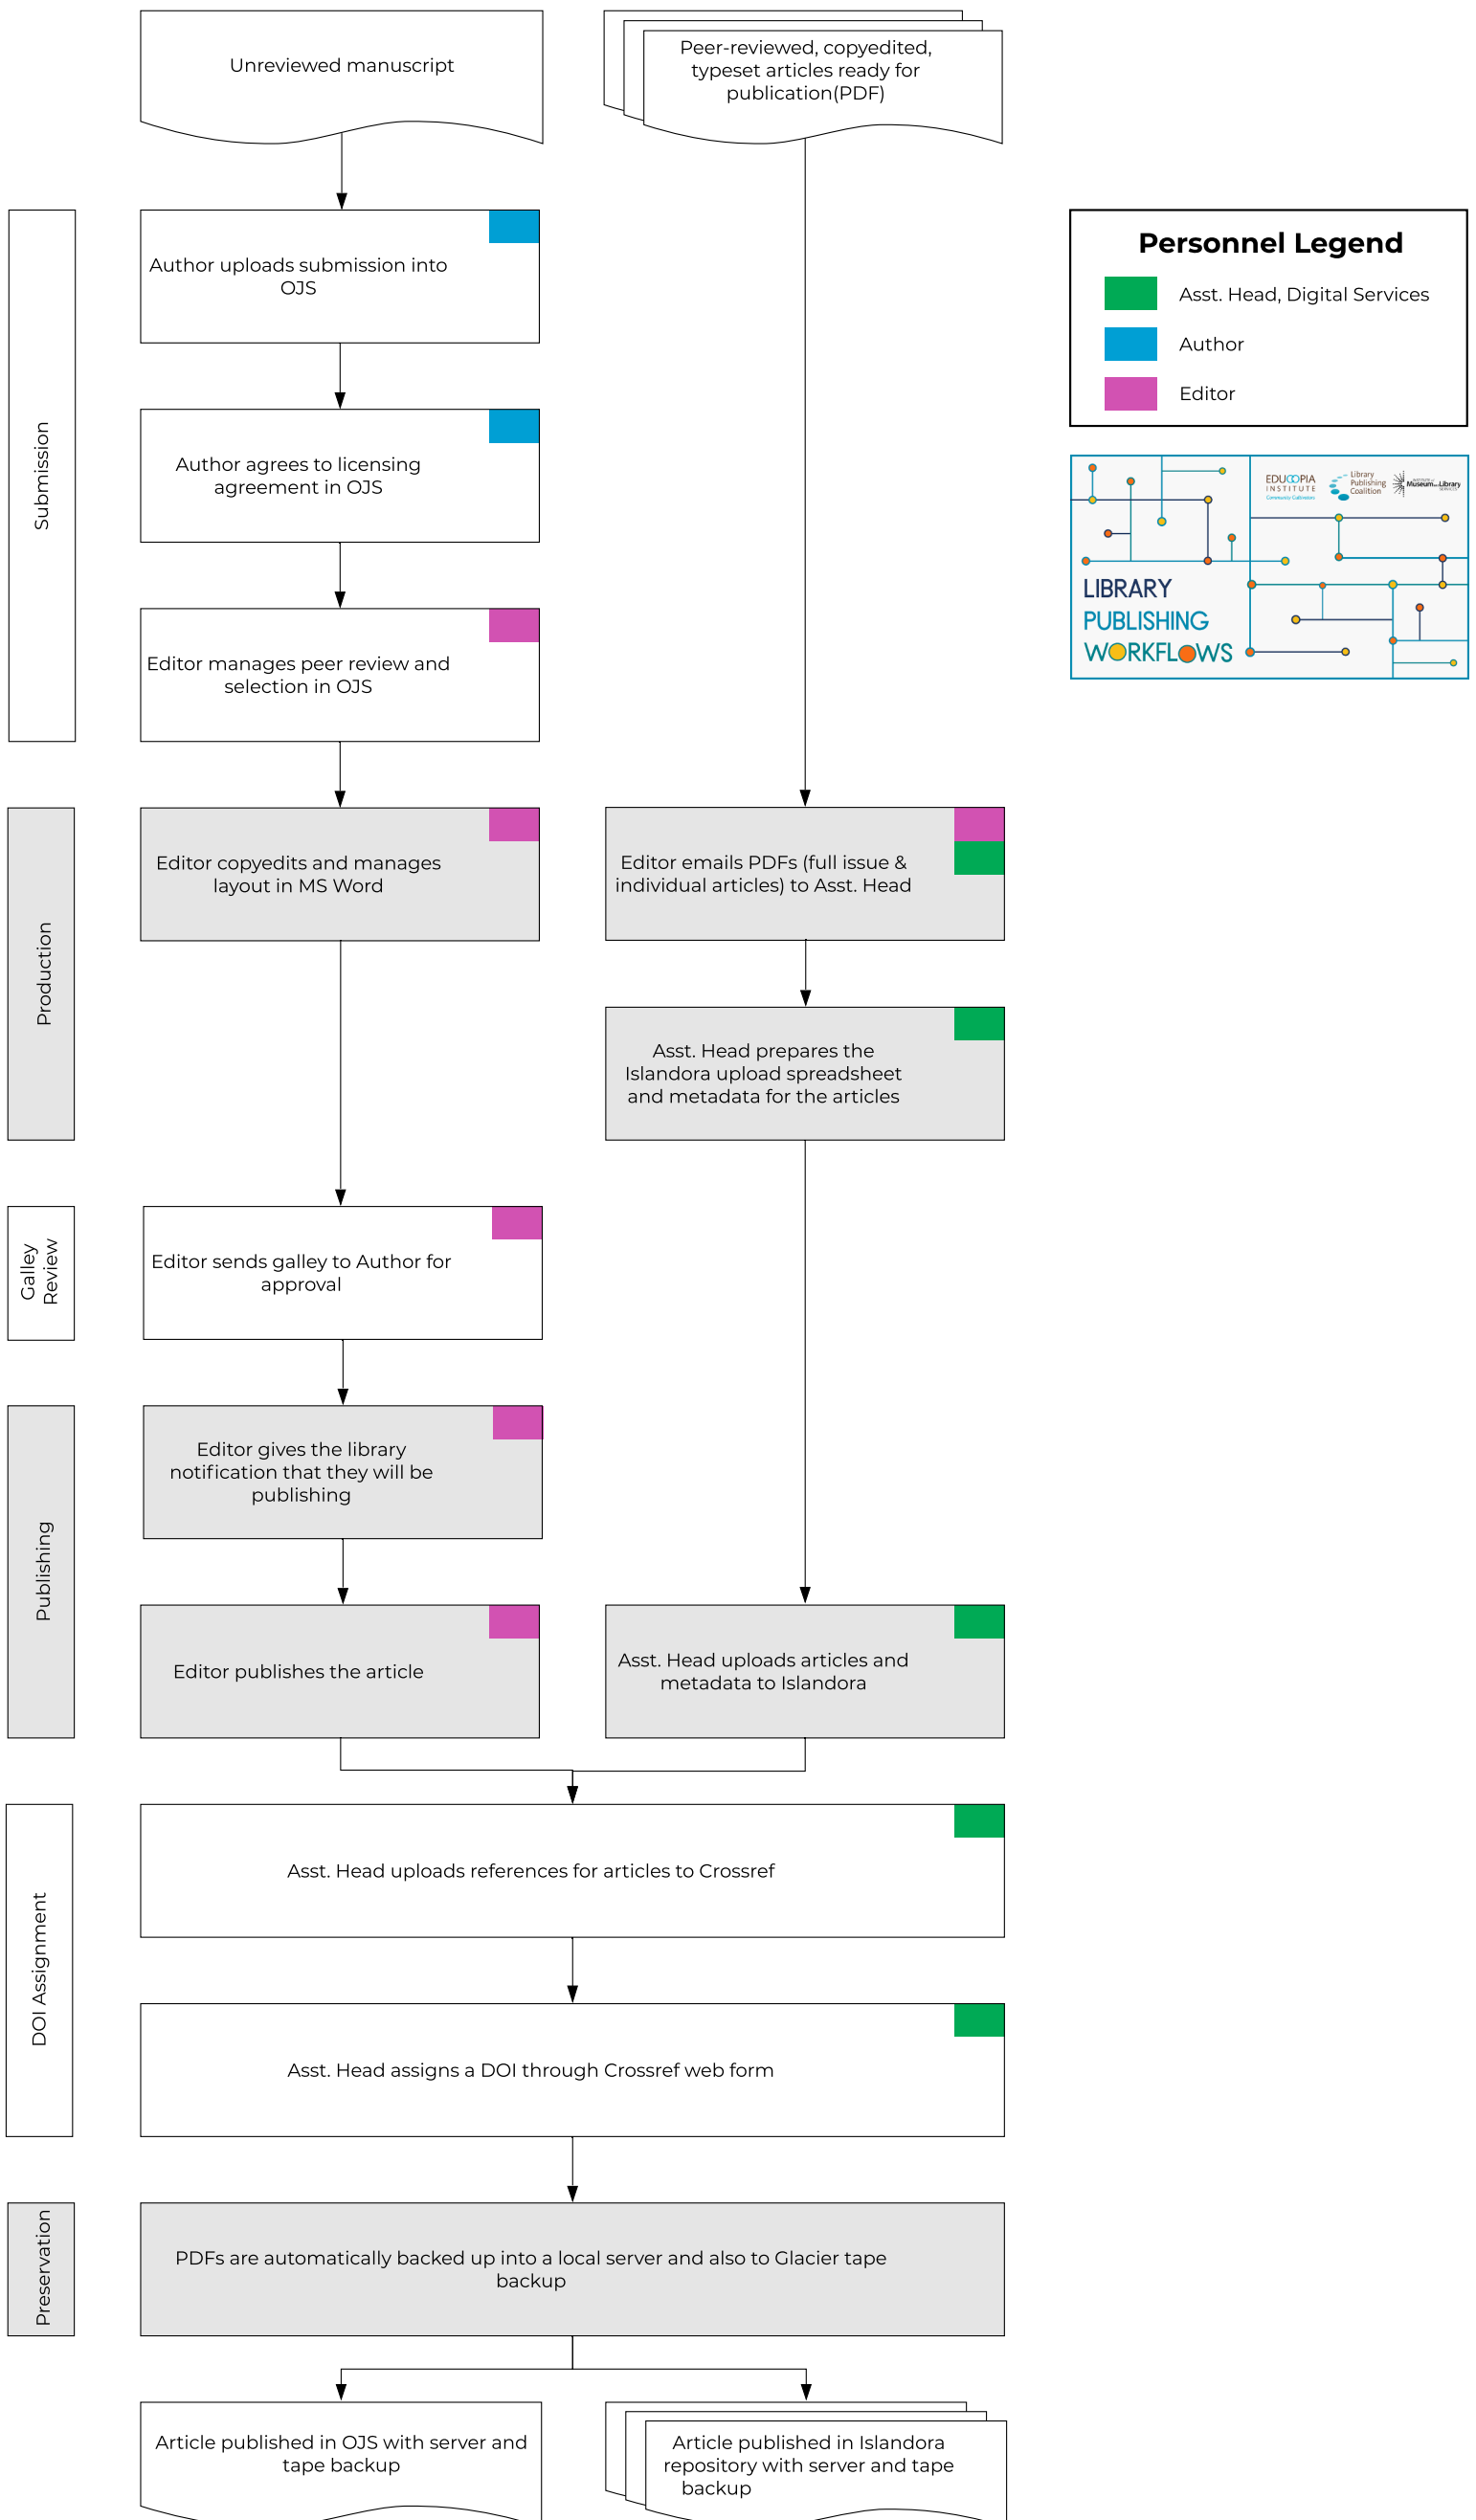 Unreviewed manuscript
Peer-reviewed, copyedited,
typeset articles ready for
publication(PDF)
Submission
Author uploads submission into
OJS
Author agrees to licensing
agreement in OJS
Editor manages peer review and
selection in OJS
Personnel Legend
Asst. Head, Digital Services
Author
Editor
EDUCOPIA
INSTITUTE
Community Cultivators
Library
Publishing
Coalition
Museum and Library
SERVICES
LIBRARY
PUBLISHING
WORKFLOWS
Production
Editor copyedits and manages
layout in MS Word
Editor emails PDFs (full issue &
individual articles) to Asst. Head
Asst. Head prepares the
Islandora upload spreadsheet
and metadata for the articles
Galley
Review
Editor sends galley to Author for
approval
Publishing
Editor gives the library
notification that they will be
publishing
Editor publishes the article
Asst. Head uploads articles and
metadata to Islandora
DOI Assignment
Asst. Head uploads references for articles to Crossref
Asst. Head assigns a DOI through Crossref web form
Preservation
PDFs are automatically backed up into a local server and also to Glacier tape
backup
Article published in OJS with server and
tape backup
Article published in Islandora
repository with server and tape
backup